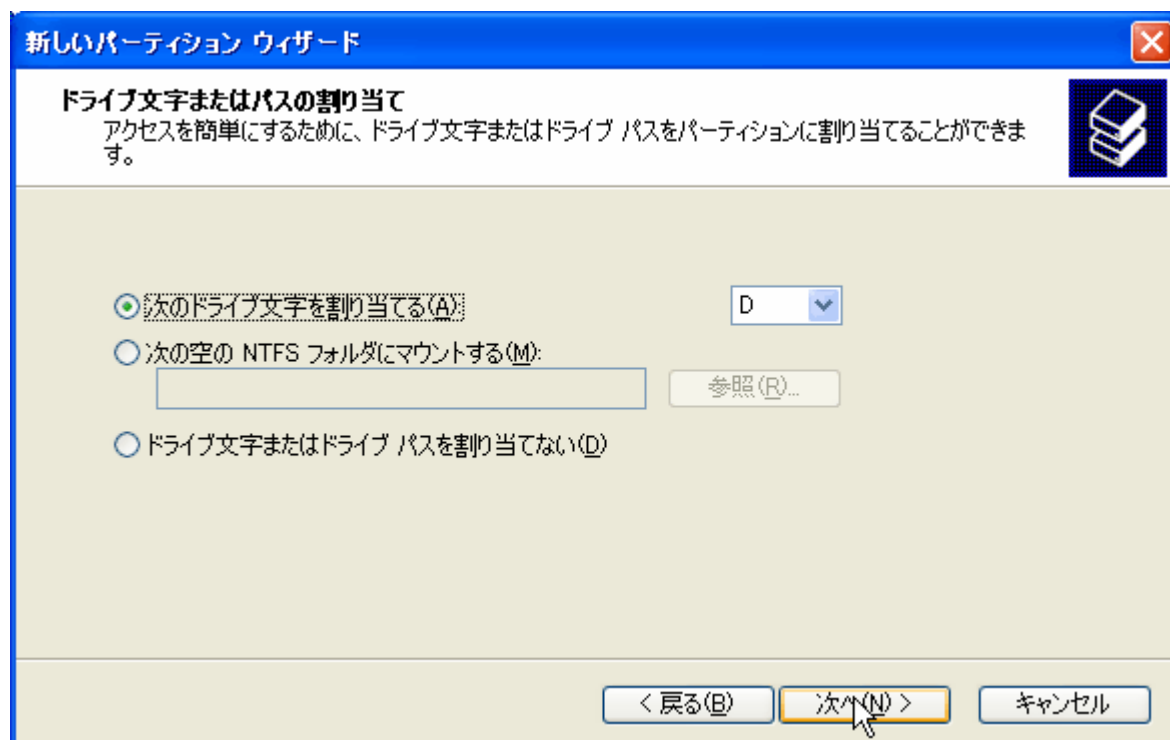 新しいパーティション ウィザード
ドライブ文字またはパスの割り当て
アクセスを簡単にするために、ドライブ文字またはドライブ パスをパーティションに割り当てることができま
す。
次のドライブ文字を割り当てる(A): D
次の空の NTFS フォルダにマウントする(M):
参照(R)...
ドライブ文字またはドライブ パスを割り当てない(D)
< 戻る(B) 次へ(N) > キャンセル